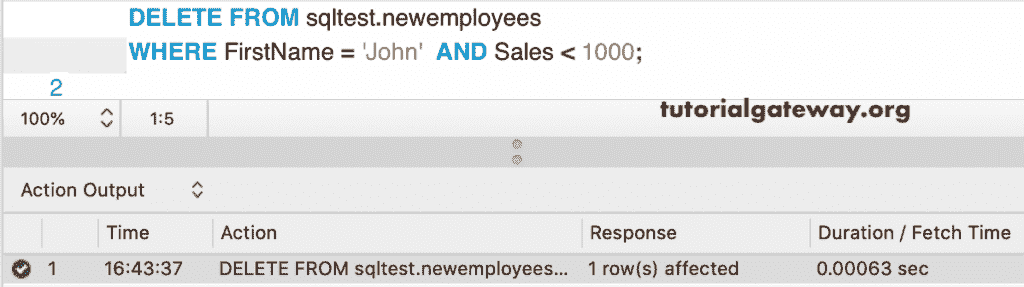 DELETE FROM sqltest.newemployees
WHERE FirstName = 'John'  AND Sales < 1000;
2
100% 1:5
tutorialgateway.org
Action Output
Time Action Response Duration / Fetch Time
1 16:43:37 DELETE FROM sqltest.newemployees... 1 row(s) affected 0.00063 sec